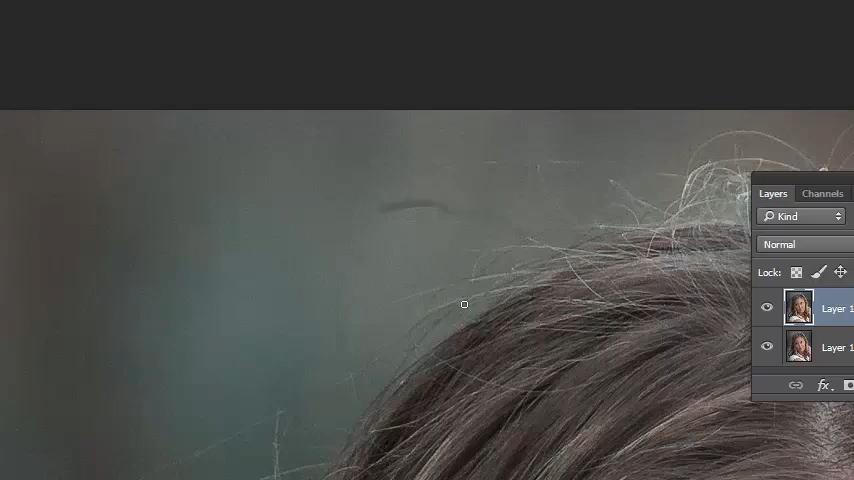 Layers Channels
Kind
Normal
Lock:
Layer 1
Layer 1
fx.